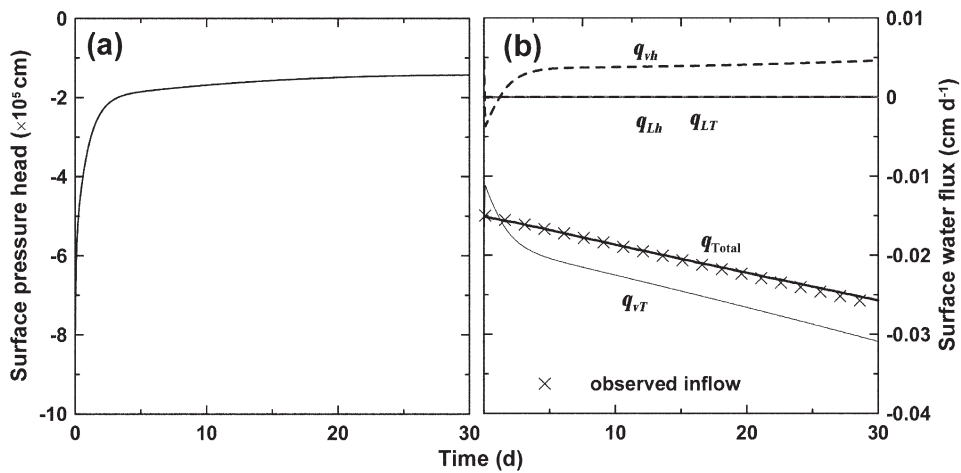 (a)
Surface pressure head (×10⁵ cm)
0
-2
-4
-6
-8
-10
0
10
20
30
(b)
q_vh
q_Lh
q_LT
q_Total
q_vT
× observed inflow
0.01
0
-0.01
-0.02
-0.03
-0.04
Surface water flux (cm d⁻¹)
0
10
20
30
Time (d)